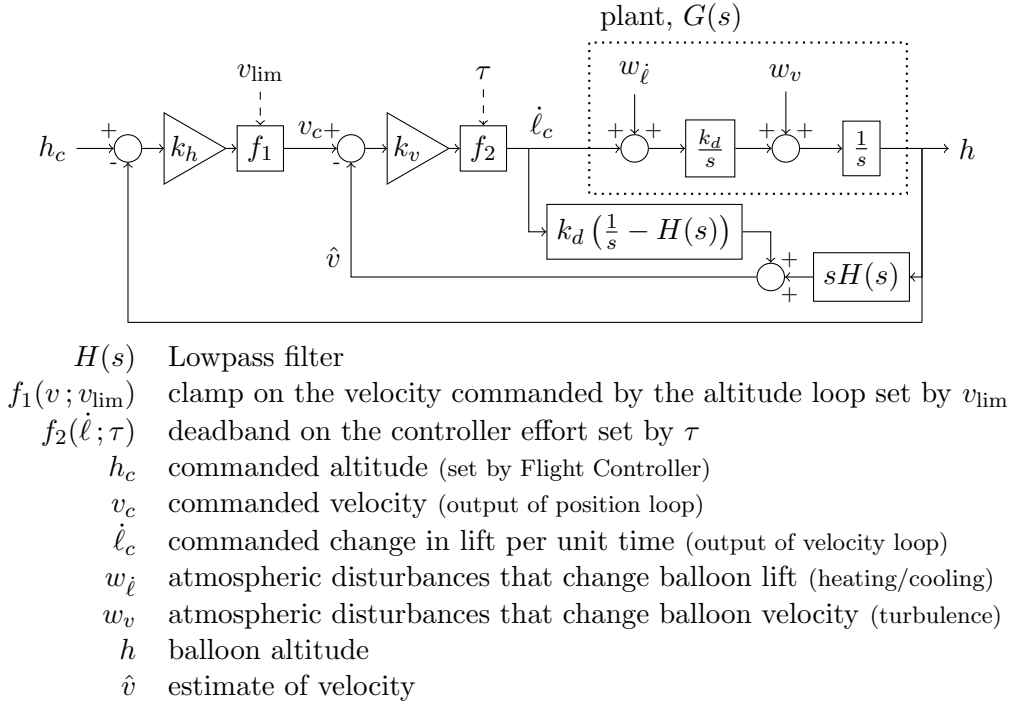 plant, G(s)
v_lim τ w_ℓ̇ w_v
h_c + - k_h f_1 v_c + - k_v f_2 ℓ̇_c + + k_d/s + + 1/s h
k_d (1/s − H(s))
v̂ + + sH(s)
H(s) Lowpass filter
f_1(v ; v_lim) clamp on the velocity commanded by the altitude loop set by v_lim
f_2(ℓ̇ ; τ) deadband on the controller effort set by τ
h_c commanded altitude (set by Flight Controller)
v_c commanded velocity (output of position loop)
ℓ̇_c commanded change in lift per unit time (output of velocity loop)
w_ℓ̇ atmospheric disturbances that change balloon lift (heating/cooling)
w_v atmospheric disturbances that change balloon velocity (turbulence)
h balloon altitude
v̂ estimate of velocity